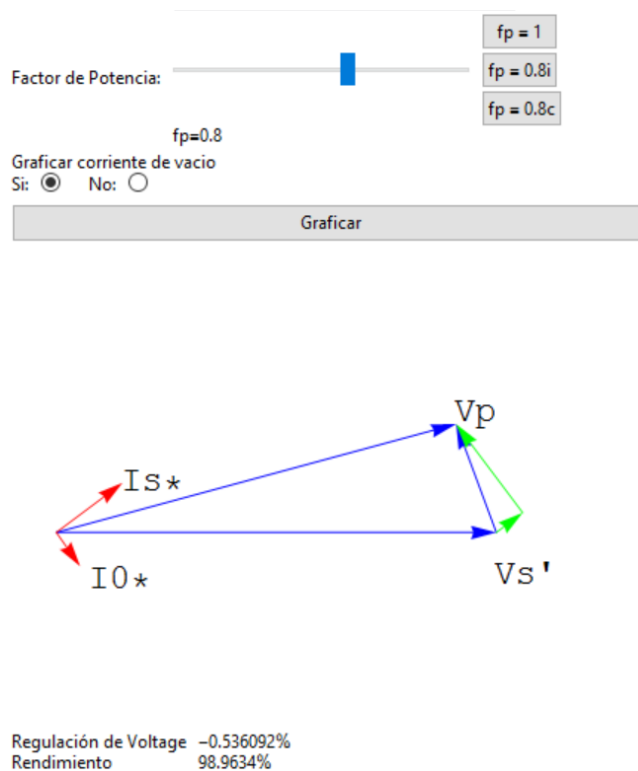 fp = 1
Factor de Potencia:
fp = 0.8i
fp = 0.8c
fp=0.8
Graficar corriente de vacio
Si: No:
Graficar
Vp
Is*
I0*
Vs'
Regulación de Voltage −0.536092%
Rendimiento 98.9634%